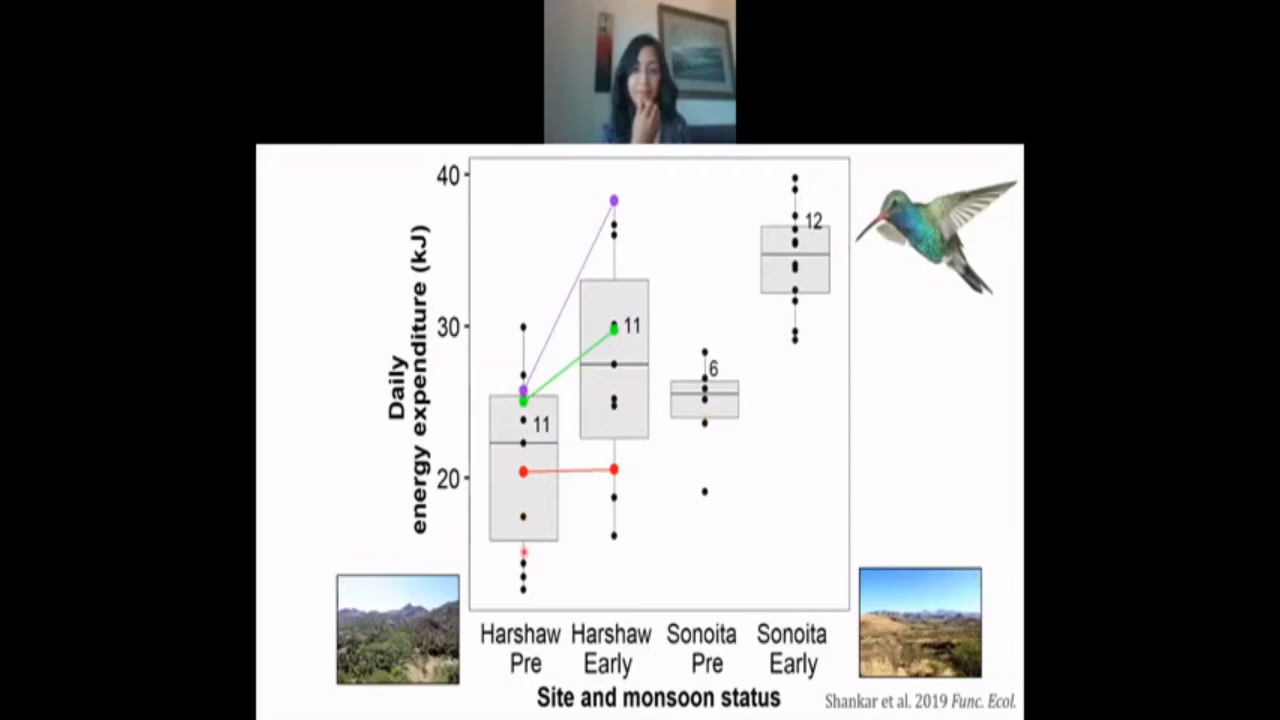 40
30
20
Daily
energy expenditure (kJ)
11
11
6
12
Harshaw Harshaw Sonoita Sonoita
Pre Early Pre Early
Site and monsoon status
Shankar et al. 2019 Func. Ecol.